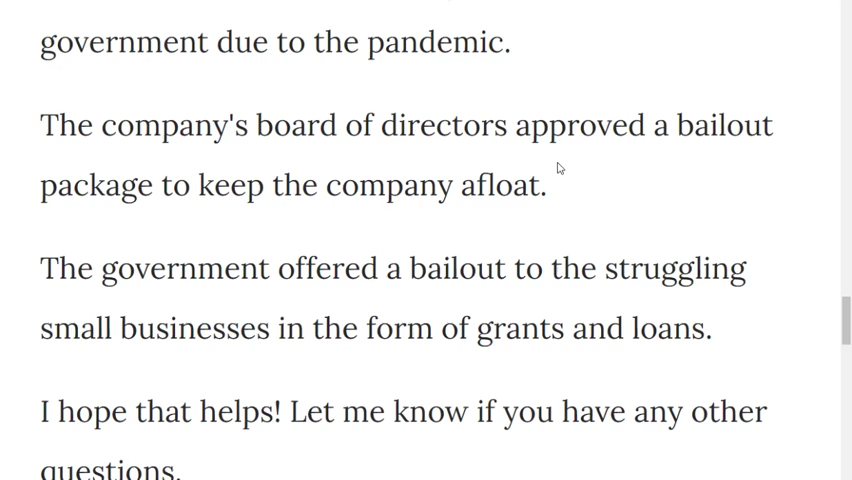 government due to the pandemic.
The company's board of directors approved a bailout
package to keep the company afloat.
The government offered a bailout to the struggling
small businesses in the form of grants and loans.
I hope that helps! Let me know if you have any other
questions.